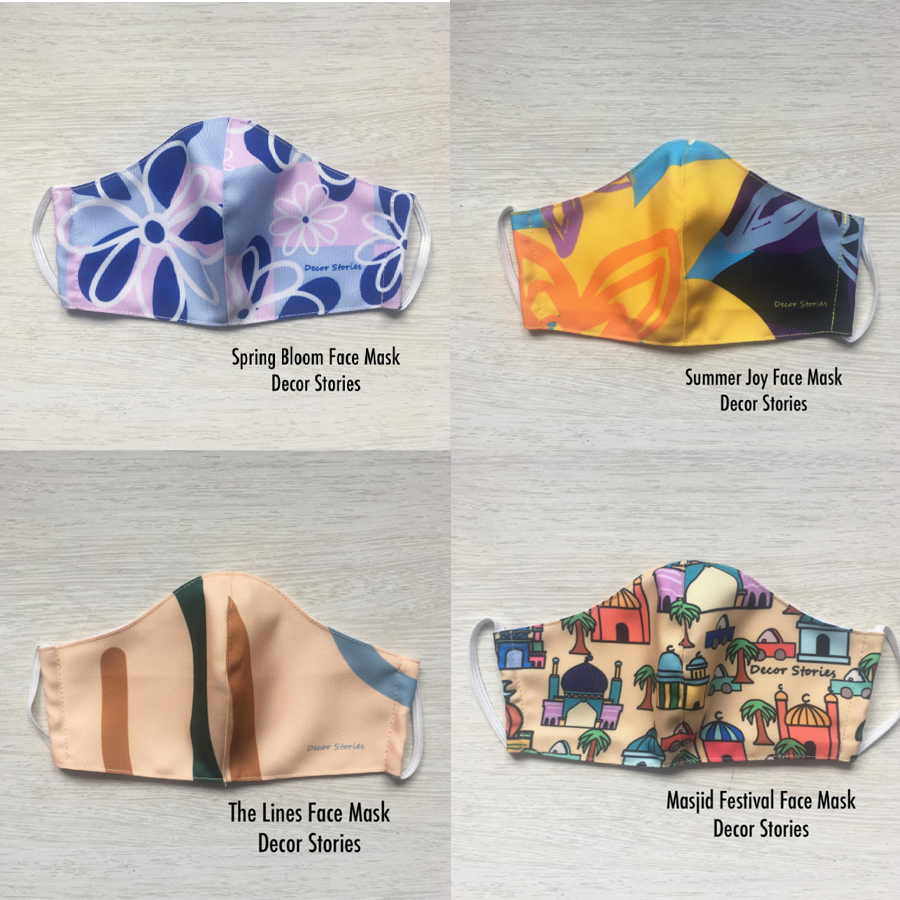 Decor Stories
Spring Bloom Face Mask
Decor Stories
Decor Stories
Summer Joy Face Mask
Decor Stories
Decor Stories
The Lines Face Mask
Decor Stories
Decor Stories
Masjid Festival Face Mask
Decor Stories